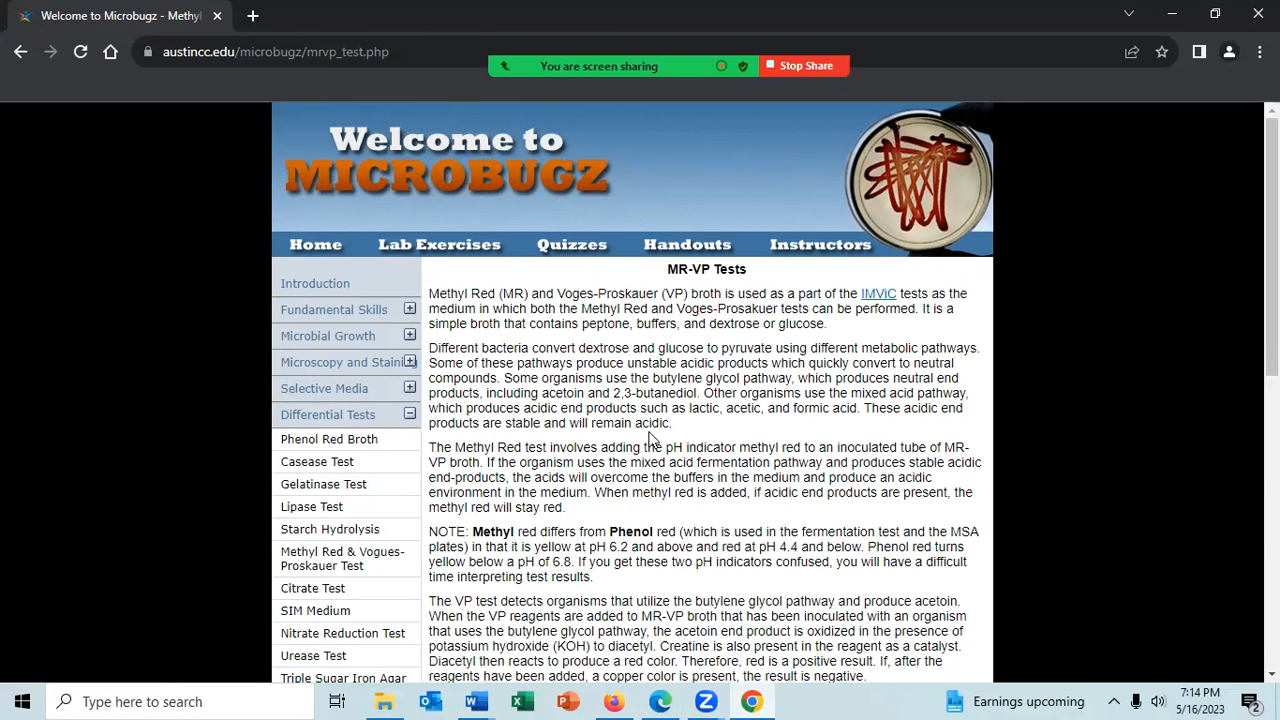 Welcome to Microbugz - Methyl
austincc.edu/microbugz/mrvp_test.php
You are screen sharing
Stop Share
Welcome to
MICROBUGZ
Home Lab Exercises Quizzes Handouts Instructors
Introduction
Fundamental Skills
Microbial Growth
Microscopy and Staining
Selective Media
Differential Tests
Phenol Red Broth
Casease Test
Gelatinase Test
Lipase Test
Starch Hydrolysis
Methyl Red & Vogues-
Proskauer Test
Citrate Test
SIM Medium
Nitrate Reduction Test
Urease Test
Triple Sugar Iron Agar
MR-VP Tests
Methyl Red (MR) and Voges-Proskauer (VP) broth is used as a part of the IMViC tests as the
medium in which both the Methyl Red and Voges-Prosakuer tests can be performed. It is a
simple broth that contains peptone, buffers, and dextrose or glucose.
Different bacteria convert dextrose and glucose to pyruvate using different metabolic pathways.
Some of these pathways produce unstable acidic products which quickly convert to neutral
compounds. Some organisms use the butylene glycol pathway, which produces neutral end
products, including acetoin and 2,3-butanediol. Other organisms use the mixed acid pathway,
which produces acidic end products such as lactic, acetic, and formic acid. These acidic end
products are stable and will remain acidic.
The Methyl Red test involves adding the pH indicator methyl red to an inoculated tube of MR-
VP broth. If the organism uses the mixed acid fermentation pathway and produces stable acidic
end-products, the acids will overcome the buffers in the medium and produce an acidic
environment in the medium. When methyl red is added, if acidic end products are present, the
methyl red will stay red.
NOTE: Methyl red differs from Phenol red (which is used in the fermentation test and the MSA
plates) in that it is yellow at pH 6.2 and above and red at pH 4.4 and below. Phenol red turns
yellow below a pH of 6.8. If you get these two pH indicators confused, you will have a difficult
time interpreting test results.
The VP test detects organisms that utilize the butylene glycol pathway and produce acetoin.
When the VP reagents are added to MR-VP broth that has been inoculated with an organism
that uses the butylene glycol pathway, the acetoin end product is oxidized in the presence of
potassium hydroxide (KOH) to diacetyl. Creatine is also present in the reagent as a catalyst.
Diacetyl then reacts to produce a red color. Therefore, red is a positive result. If, after the
reagents have been added, a copper color is present, the result is negative.
Type here to search
Earnings upcoming
7:14 PM
5/16/2023
2